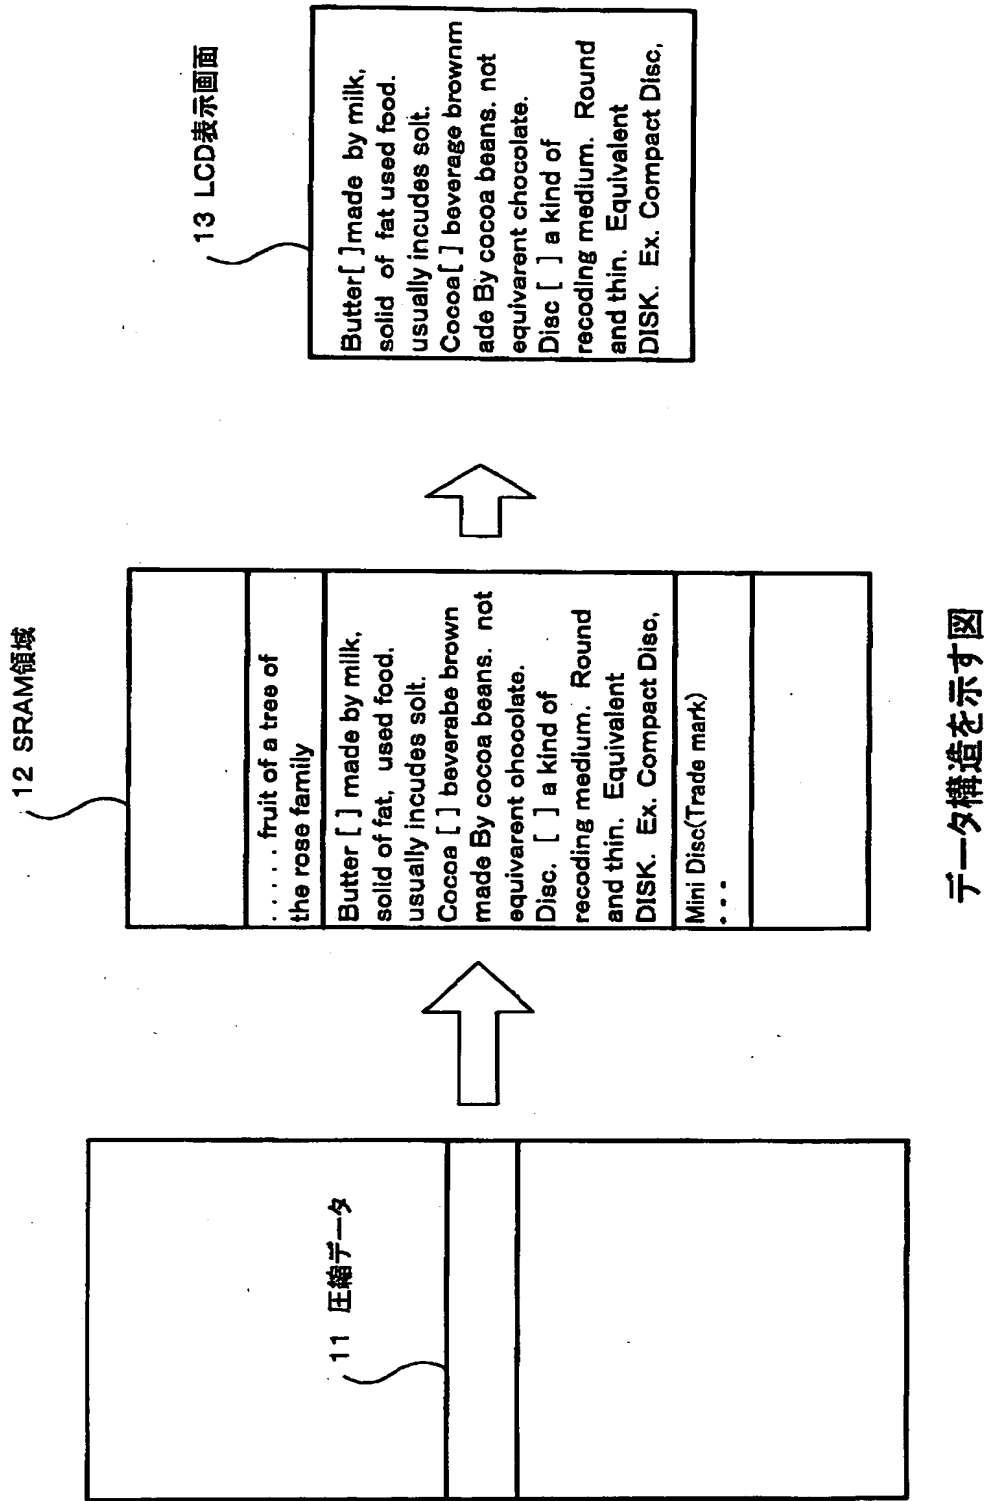 11 圧縮データ
12 SRAM領域
.....fruit of a tree of
the rose family
Butter [ ] made by milk,
solid of fat, used food.
usually incudes solt.
Cocoa [ ] beverabe brown
made By cocoa beans. not
equivarent ohocolate.
Disc. [ ] a kind of
recoding medium. Round
and thin. Equivalent
DISK. Ex. Compact Disc,
Mini Disc(Trade mark)
...
13 LCD表示画面
Butter[ ]made by milk,
solid of fat used food.
usually incudes solt.
Cocoa[ ] beverage brownm
ade By cocoa beans. not
equivarent chocolate.
Disc [ ] a kind of
recoding medium. Round
and thin. Equivalent
DISK. Ex. Compact Disc,
データ構造を示す図